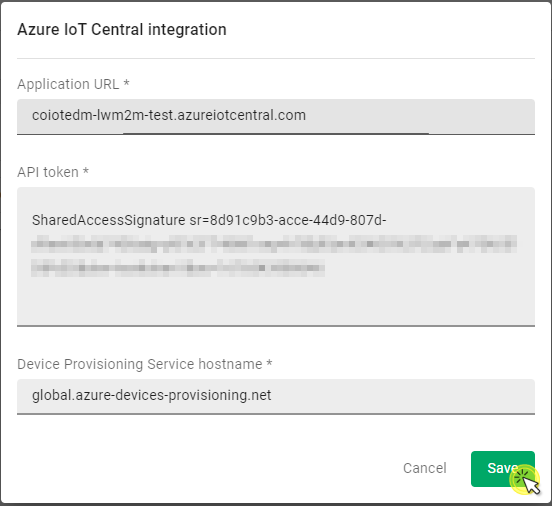 Azure IoT Central integration
Application URL *
coiotedm-lwm2m-test.azureiotcentral.com
API token *
SharedAccessSignature sr=8d91c9b3-acce-44d9-807d-
Device Provisioning Service hostname *
global.azure-devices-provisioning.net
Cancel
Save